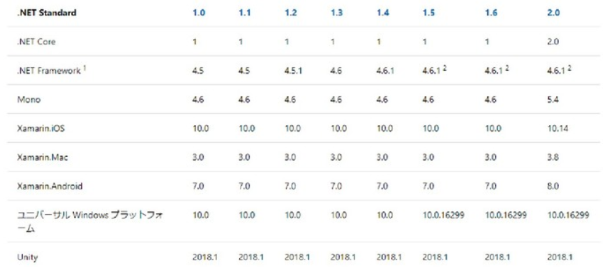 .NET Standard 1.0 1.1 1.2 1.3 1.4 1.5 1.6 2.0
.NET Core 1 1 1 1 1 1 1 2.0
.NET Framework 1 4.5 4.5 4.5.1 4.6 4.6.1 4.6.1 2 4.6.1 2 4.6.1 2
Mono 4.6 4.6 4.6 4.6 4.6 4.6 4.6 5.4
Xamarin.iOS 10.0 10.0 10.0 10.0 10.0 10.0 10.0 10.14
Xamarin.Mac 3.0 3.0 3.0 3.0 3.0 3.0 3.0 3.8
Xamarin.Android 7.0 7.0 7.0 7.0 7.0 7.0 7.0 8.0
ユニバーサル Windows プラットフォ 10.0 10.0 10.0 10.0 10.0 10.0.16299 10.0.16299 10.0.16299
ーム
Unity 2018.1 2018.1 2018.1 2018.1 2018.1 2018.1 2018.1 2018.1